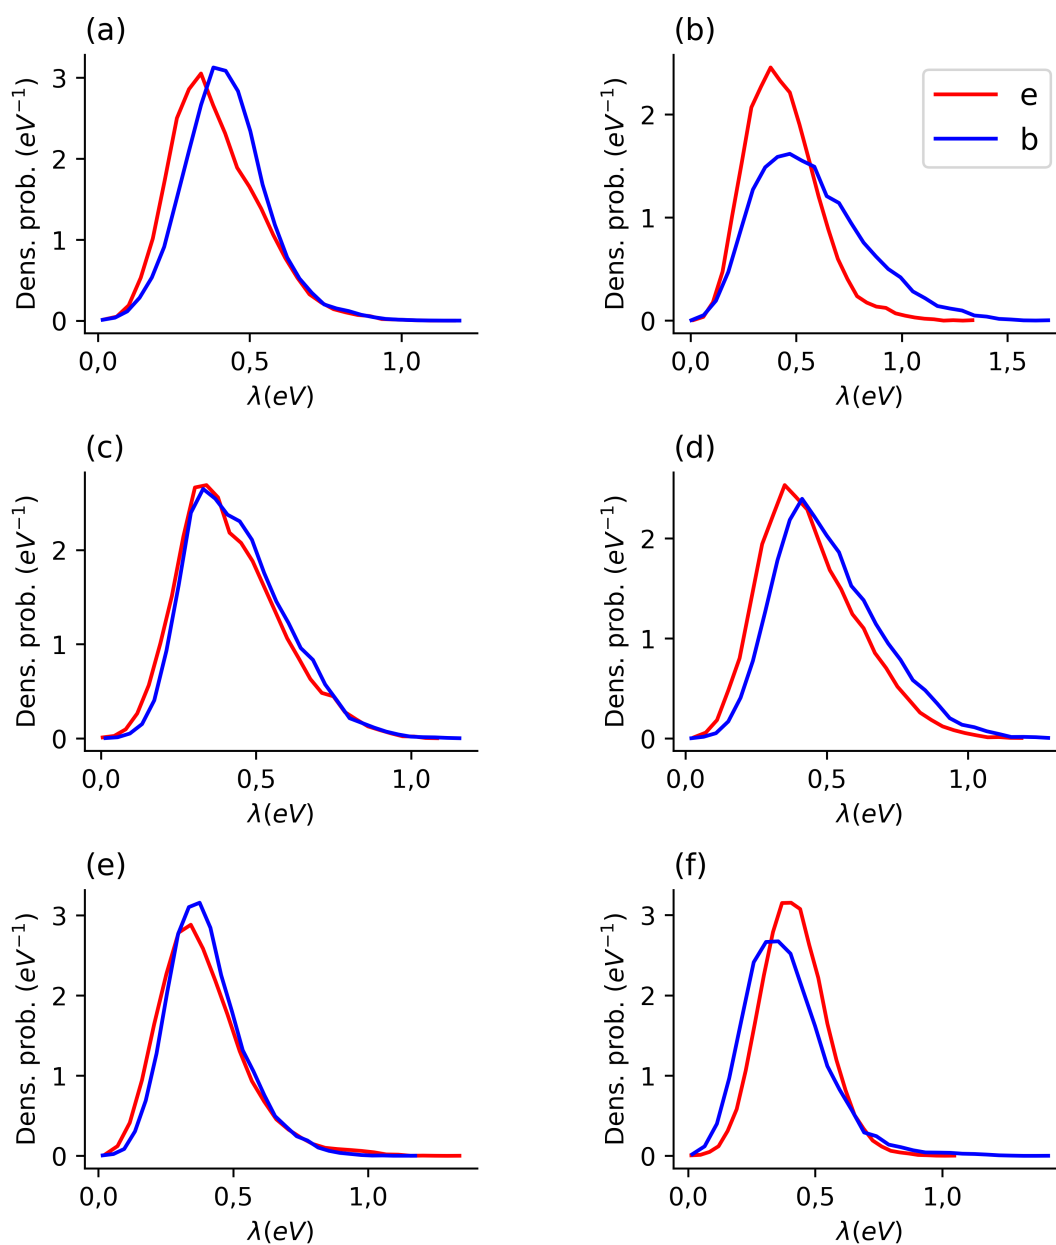 (a)
Dens. prob. (eV⁻¹)
3
2
1
0
0,0 0,5 1,0
λ(eV)
(b)
Dens. prob. (eV⁻¹)
2
1
0
0,0 0,5 1,0 1,5
λ(eV)
e
b
(c)
Dens. prob. (eV⁻¹)
2
1
0
0,0 0,5 1,0
λ(eV)
(d)
Dens. prob. (eV⁻¹)
2
1
0
0,0 0,5 1,0
λ(eV)
(e)
Dens. prob. (eV⁻¹)
3
2
1
0
0,0 0,5 1,0
λ(eV)
(f)
Dens. prob. (eV⁻¹)
3
2
1
0
0,0 0,5 1,0
λ(eV)